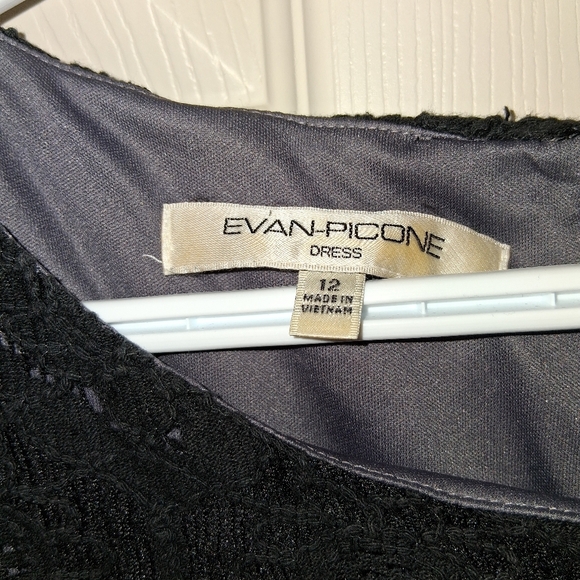 EVAN-PICONE
DRESS
12
MADE IN
VIETNAM